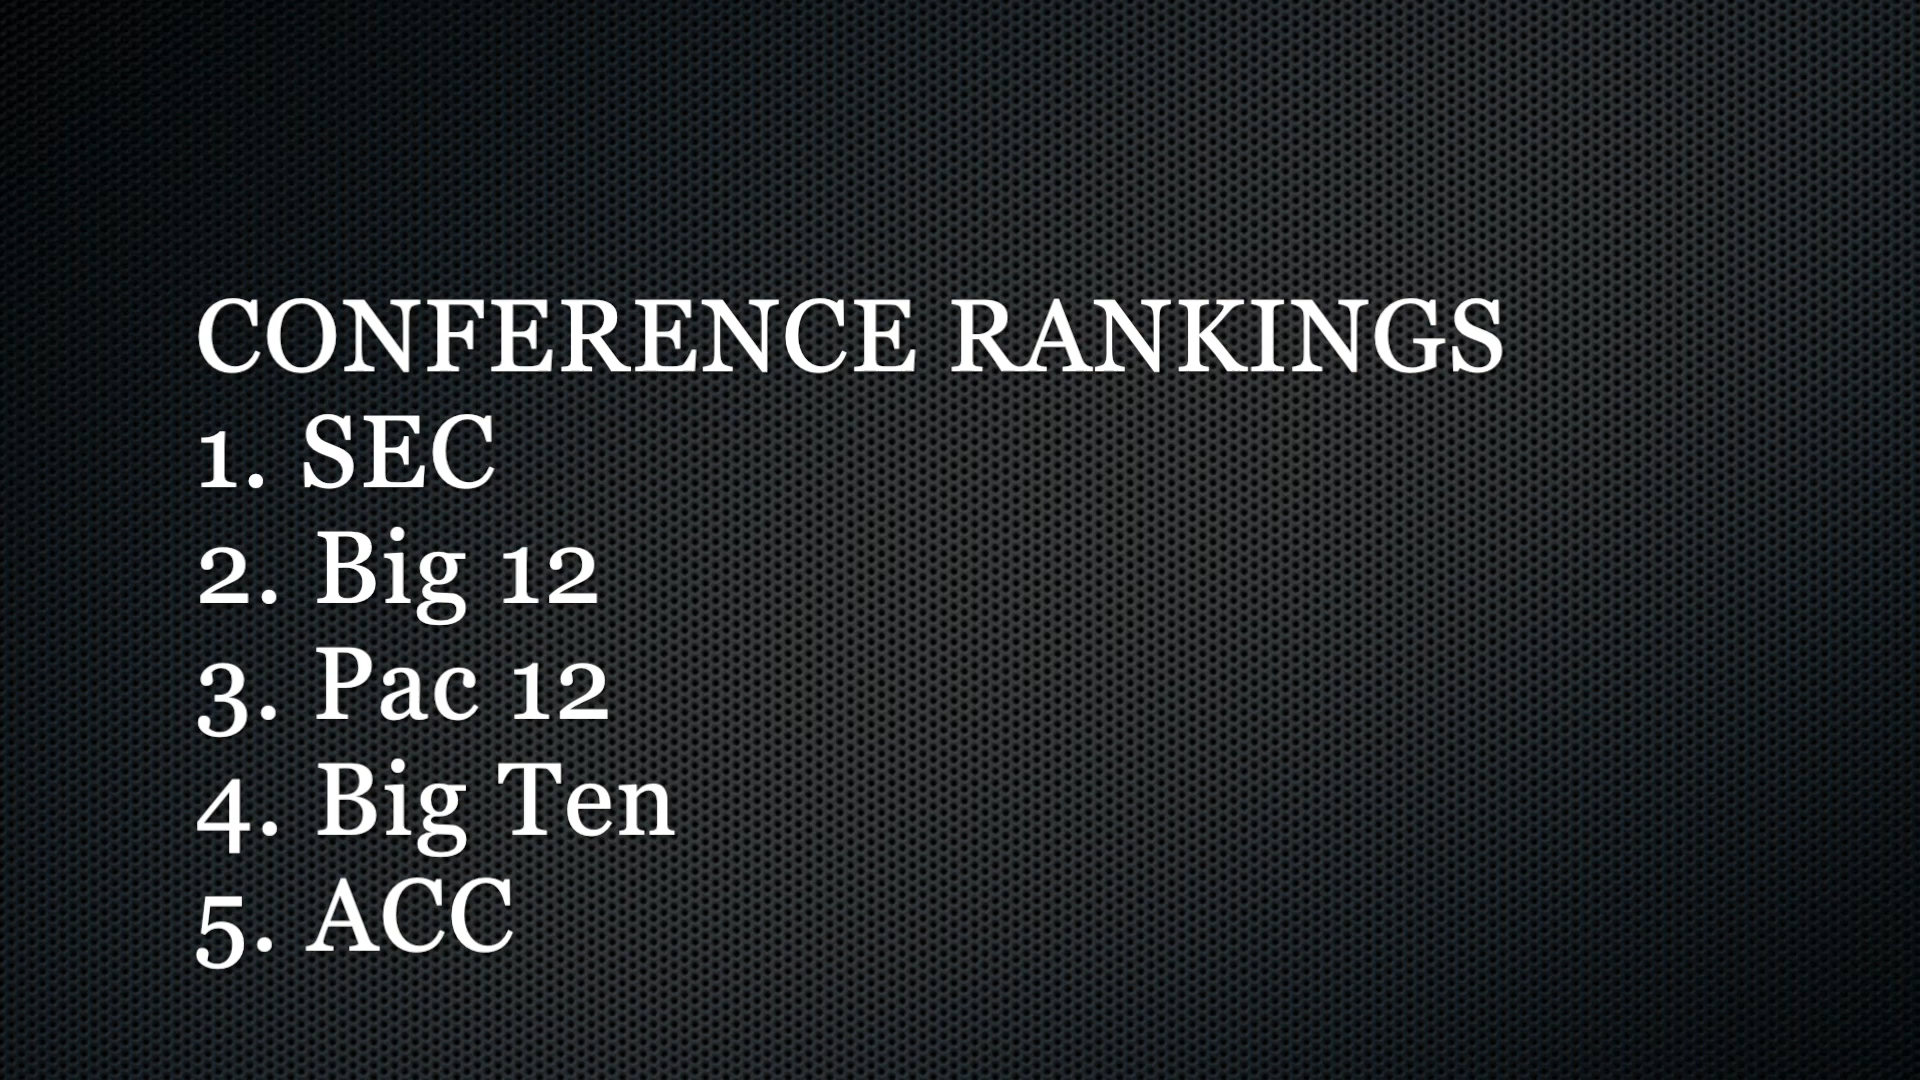 CONFERENCE RANKINGS
1. SEC
2. Big 12
3. Pac 12
4. Big Ten
5. ACC